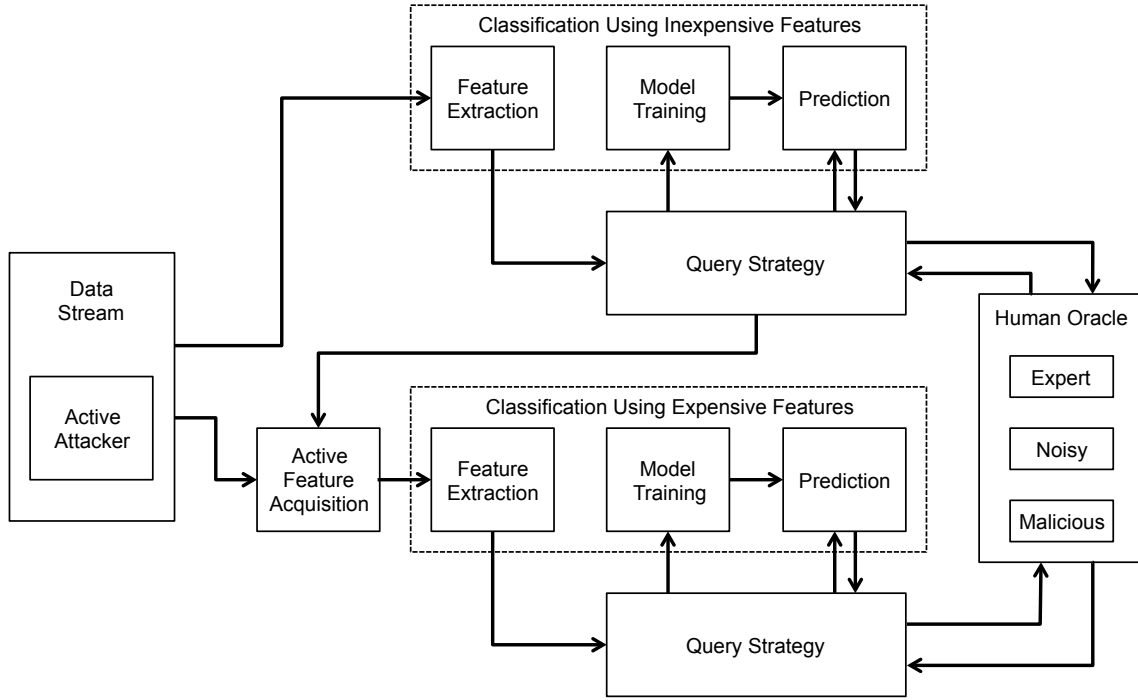 Classification Using Inexpensive Features
Feature
Extraction
Model
Training
Prediction
Query Strategy
Data
Stream
Active
Attacker
Human Oracle
Expert
Noisy
Malicious
Active
Feature
Acquisition
Classification Using Expensive Features
Feature
Extraction
Model
Training
Prediction
Query Strategy